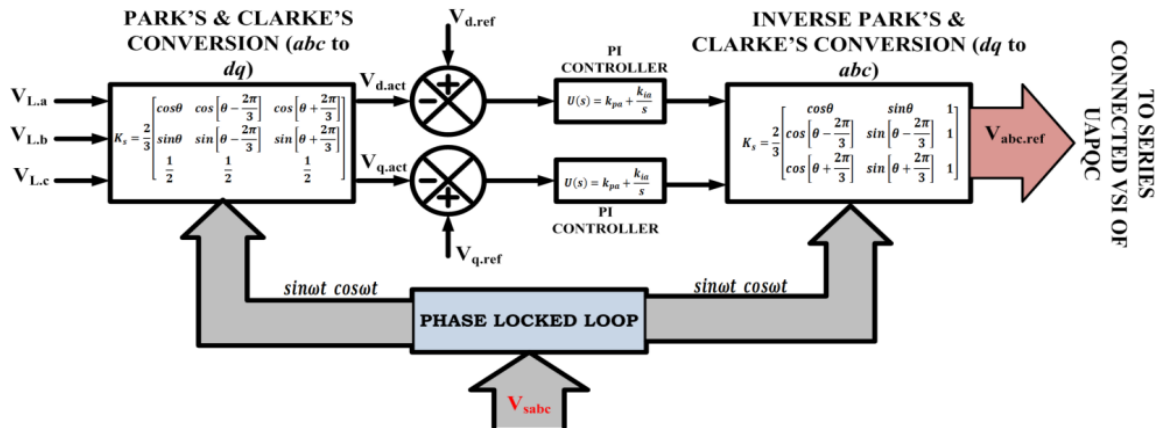 PARK'S & CLARKE'S
CONVERSION (abc to
dq)
V_d.ref
INVERSE PARK'S &
CLARKE'S CONVERSION (dq to
abc)
PI
CONTROLLER
V_L.a
V_L.b
V_L.c
K_s = 2/3 [cosθ cos[θ − 2π/3] cos[θ + 2π/3]
sinθ sin[θ − 2π/3] sin[θ + 2π/3]
1/2 1/2 1/2]
V_d.act
+
−
U(s) = k_pa + k_ia/s
V_q.act
−
+
U(s) = k_pa + k_ia/s
PI
CONTROLLER
V_q.ref
K_s = 2/3 [cosθ sinθ 1
cos[θ − 2π/3] sin[θ − 2π/3] 1
cos[θ + 2π/3] sin[θ + 2π/3] 1]
V_abc.ref
TO SERIES
CONNECTED VSI OF
UAPQC
sinωt cosωt
sinωt cosωt
PHASE LOCKED LOOP
V_sabc